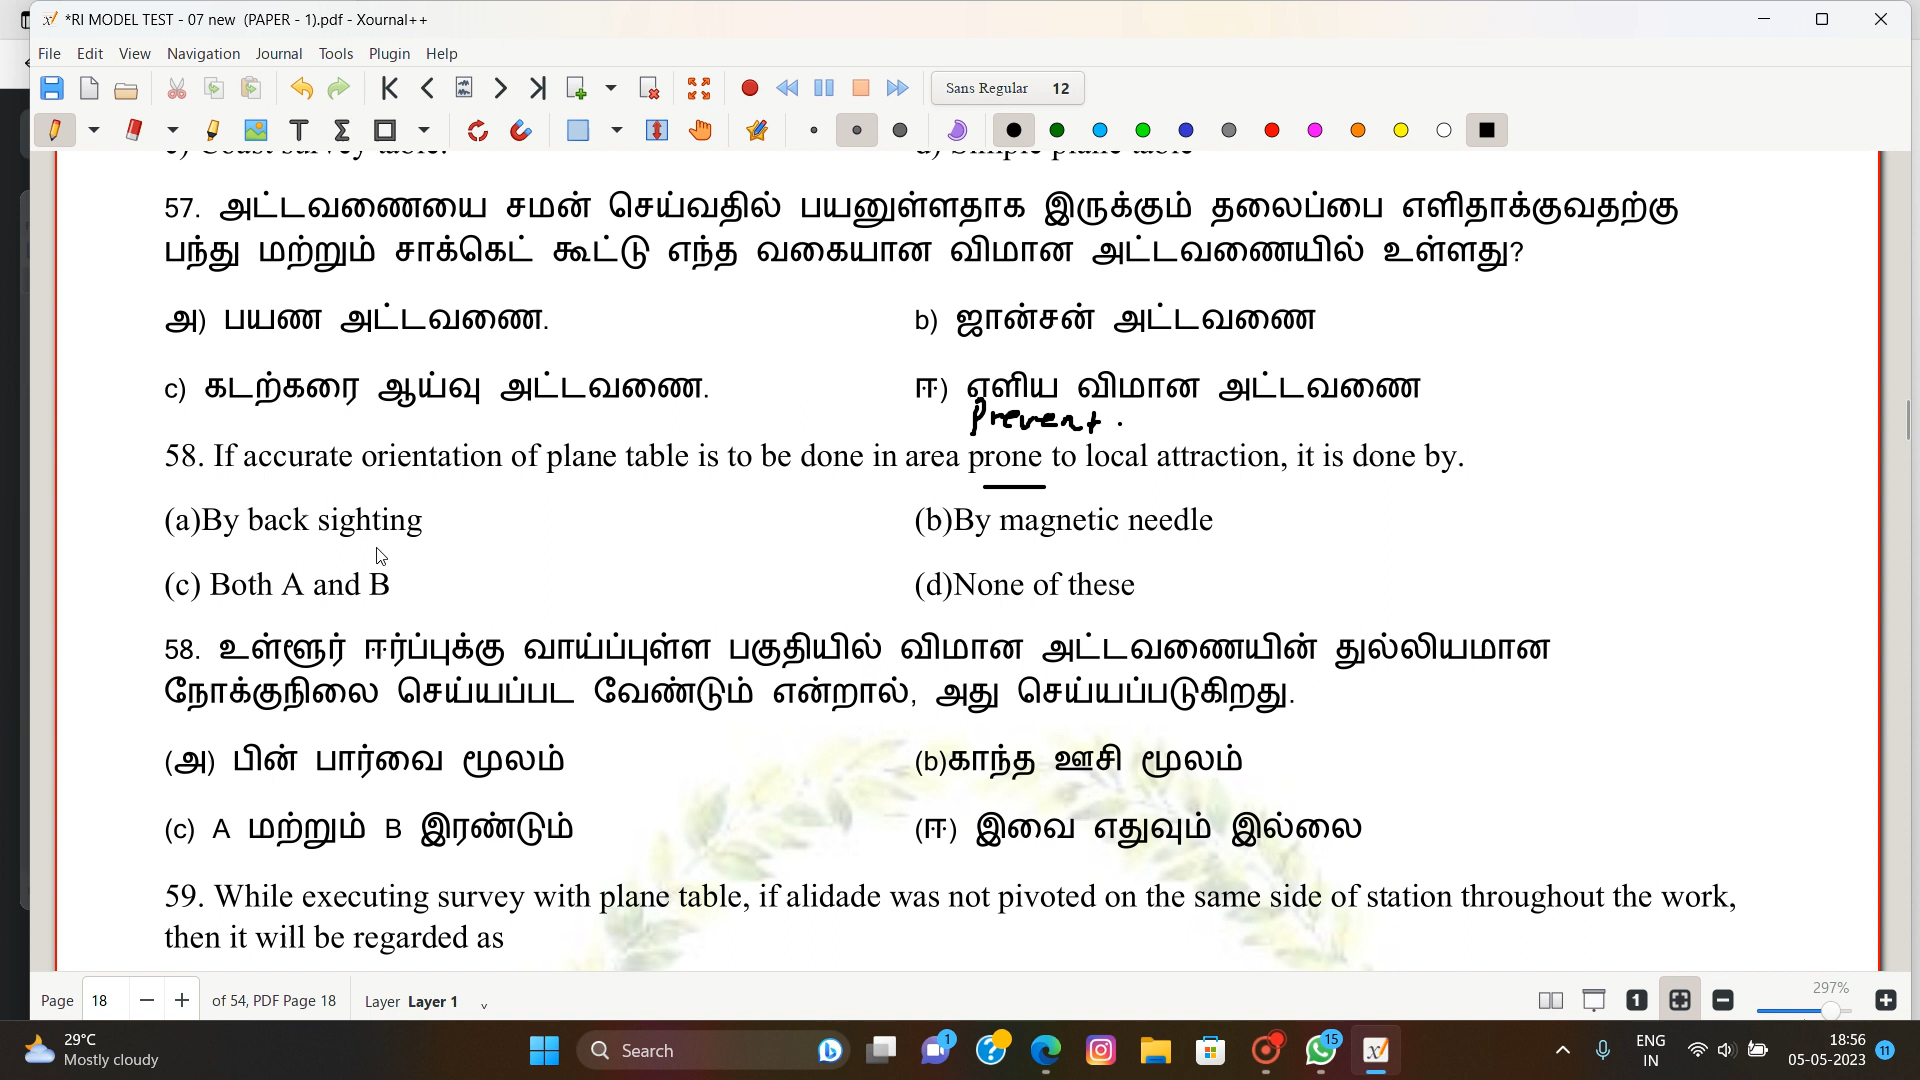 *RI MODEL TEST - 07 new (PAPER - 1).pdf - Xournal++
File Edit View Navigation Journal Tools Plugin Help
Sans Regular 12
57. அட்டவணையை சமன் செய்வதில் பயனுள்ளதாக இருக்கும் தலைப்பை எளிதாக்குவதற்கு
பந்து மற்றும் சாக்கெட் கூட்டு எந்த வகையான விமான அட்டவணையில் உள்ளது?
அ) பயண அட்டவணை. b) ஜான்சன் அட்டவணை
c) கடற்கரை ஆய்வு அட்டவணை. ஈ) எளிய விமான அட்டவணை
Prevent.
58. If accurate orientation of plane table is to be done in area prone to local attraction, it is done by.
(a)By back sighting (b)By magnetic needle
(c) Both A and B (d)None of these
58. உள்ளூர் ஈர்ப்புக்கு வாய்ப்புள்ள பகுதியில் விமான அட்டவணையின் துல்லியமான
நோக்குநிலை செய்யப்பட வேண்டும் என்றால், அது செய்யப்படுகிறது.
(அ) பின் பார்வை மூலம் (b)காந்த ஊசி மூலம்
(c) A மற்றும் B இரண்டும் (ஈ) இவை எதுவும் இல்லை
59. While executing survey with plane table, if alidade was not pivoted on the same side of station throughout the work,
then it will be regarded as
Page 18 of 54, PDF Page 18 Layer Layer 1 297%
29°C
Mostly cloudy
Search
1
15
ENG
IN
18:56
05-05-2023
11